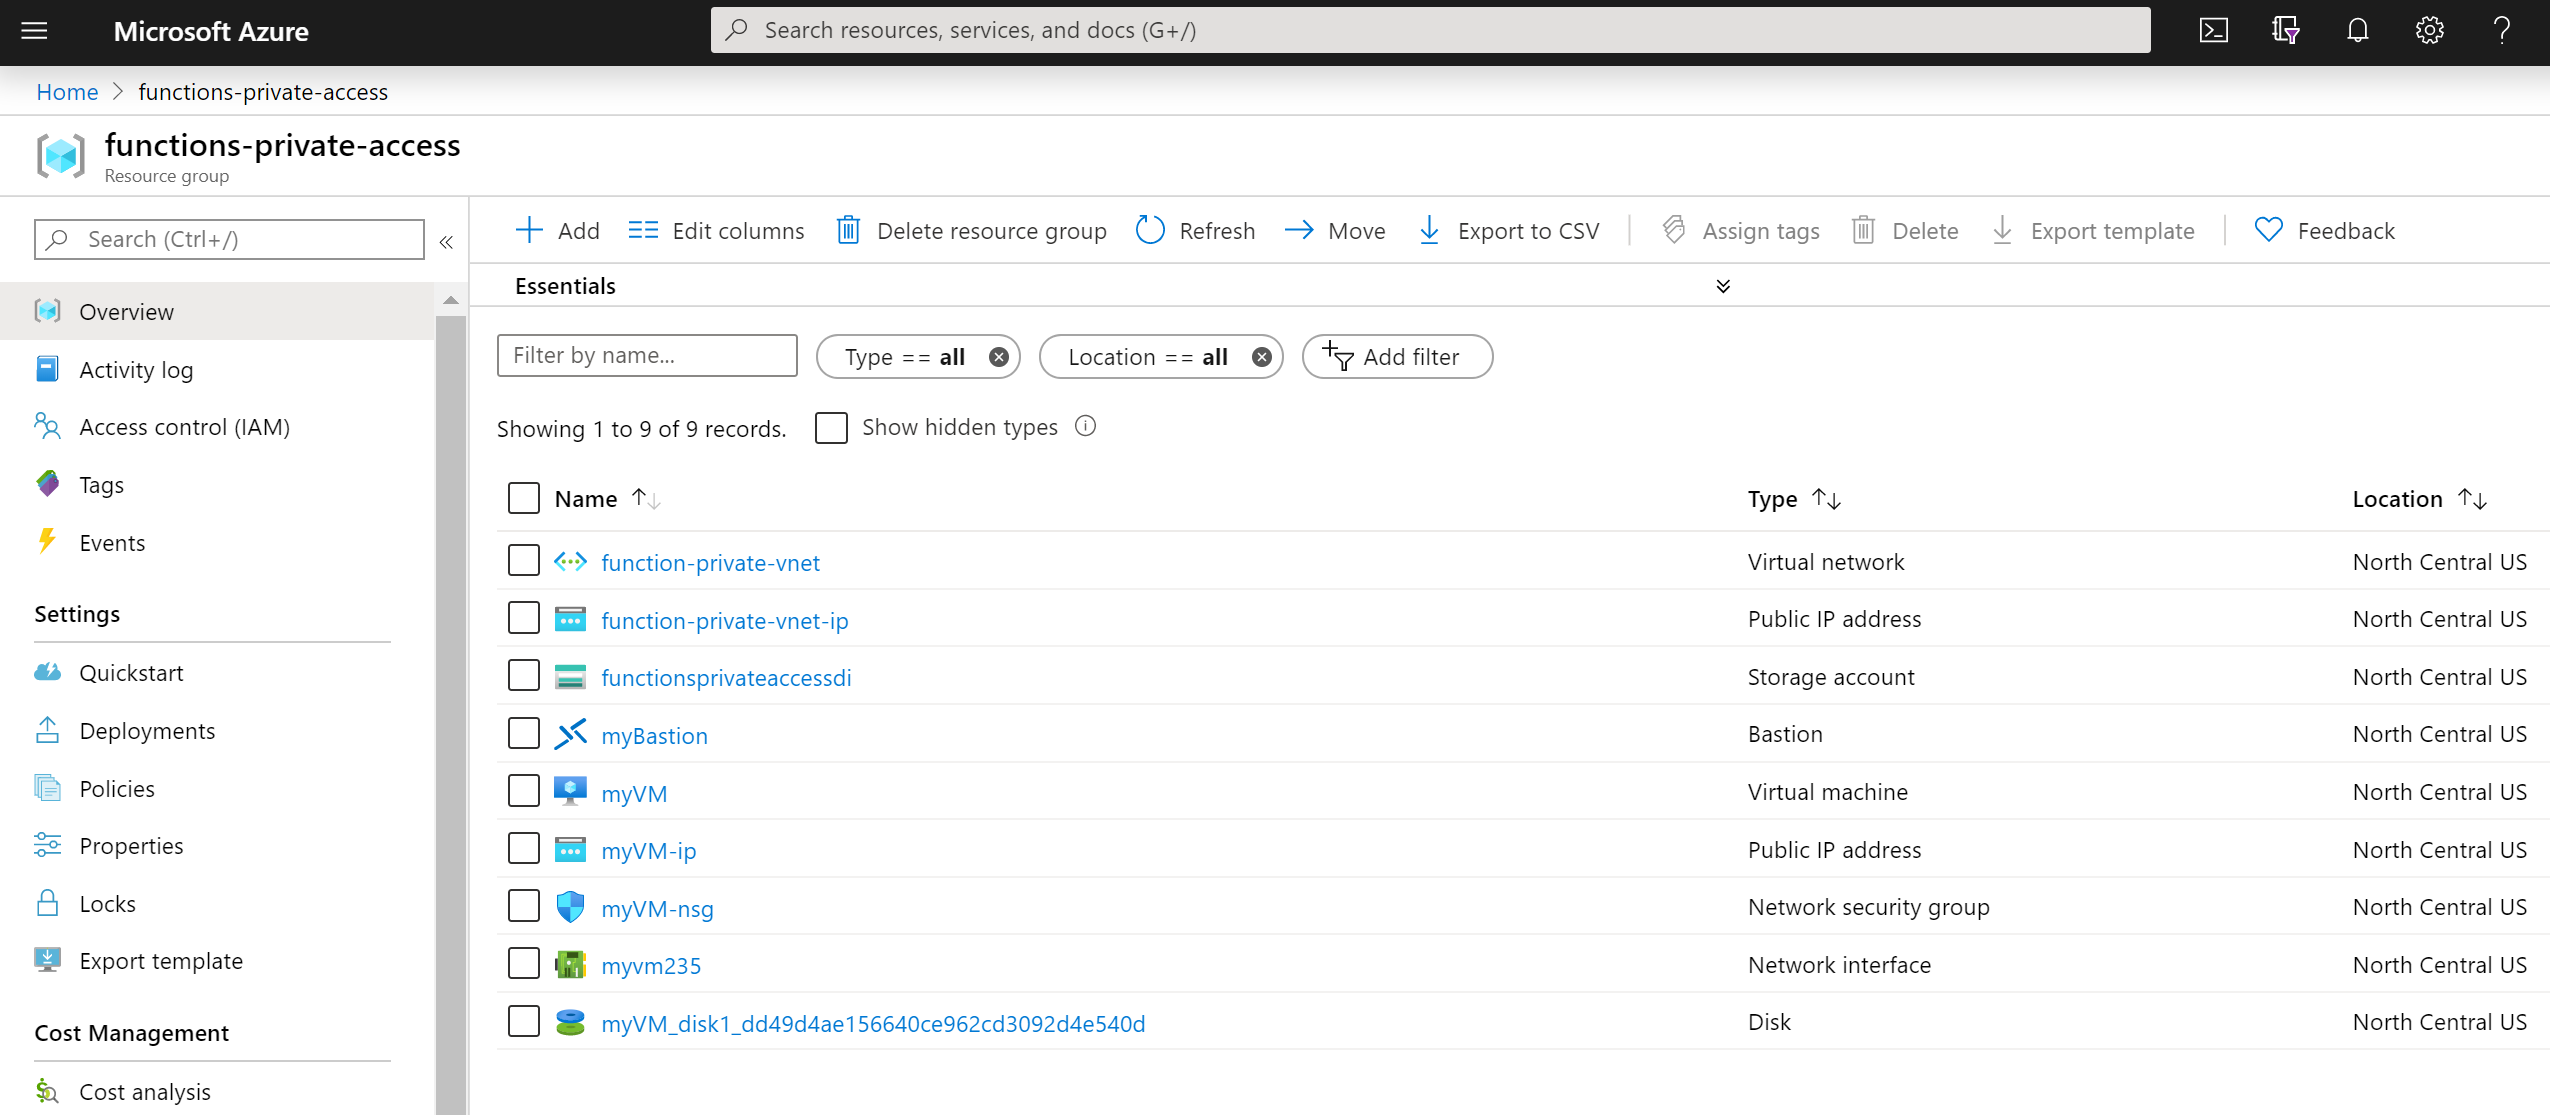 Microsoft Azure
Search resources, services, and docs (G+/)
Home > functions-private-access
functions-private-access
Resource group
Search (Ctrl+/)
Overview
Activity log
Access control (IAM)
Tags
Events
Settings
Quickstart
Deployments
Policies
Properties
Locks
Export template
Cost Management
Cost analysis
Add Edit columns Delete resource group Refresh Move Export to CSV Assign tags Delete Export template Feedback
Essentials
Filter by name... Type == all Location == all Add filter
Showing 1 to 9 of 9 records. Show hidden types
Name Type Location
function-private-vnet Virtual network North Central US
function-private-vnet-ip Public IP address North Central US
functionsprivateaccessdi Storage account North Central US
myBastion Bastion North Central US
myVM Virtual machine North Central US
myVM-ip Public IP address North Central US
myVM-nsg Network security group North Central US
myvm235 Network interface North Central US
myVM_disk1_dd49d4ae156640ce962cd3092d4e540d Disk North Central US